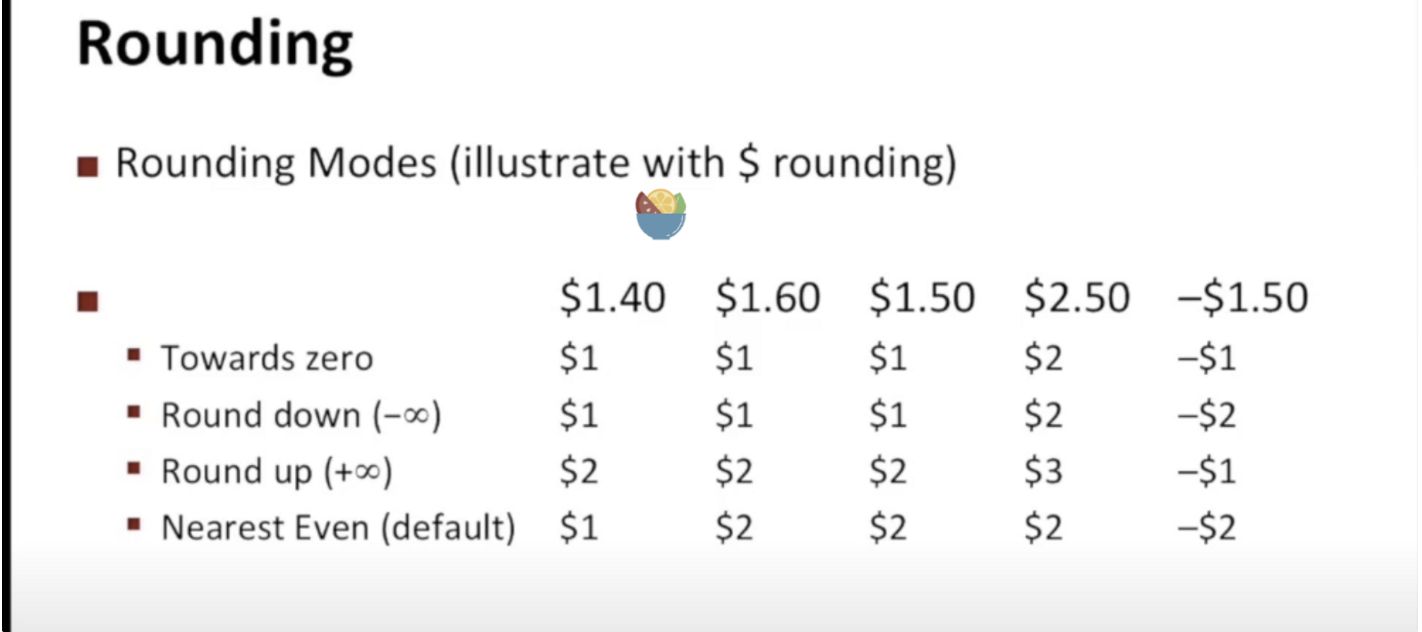 Rounding
Rounding Modes (illustrate with $ rounding)
$1.40 $1.60 $1.50 $2.50 –$1.50
Towards zero $1 $1 $1 $2 –$1
Round down (−∞) $1 $1 $1 $2 –$2
Round up (+∞) $2 $2 $2 $3 –$1
Nearest Even (default) $1 $2 $2 $2 –$2